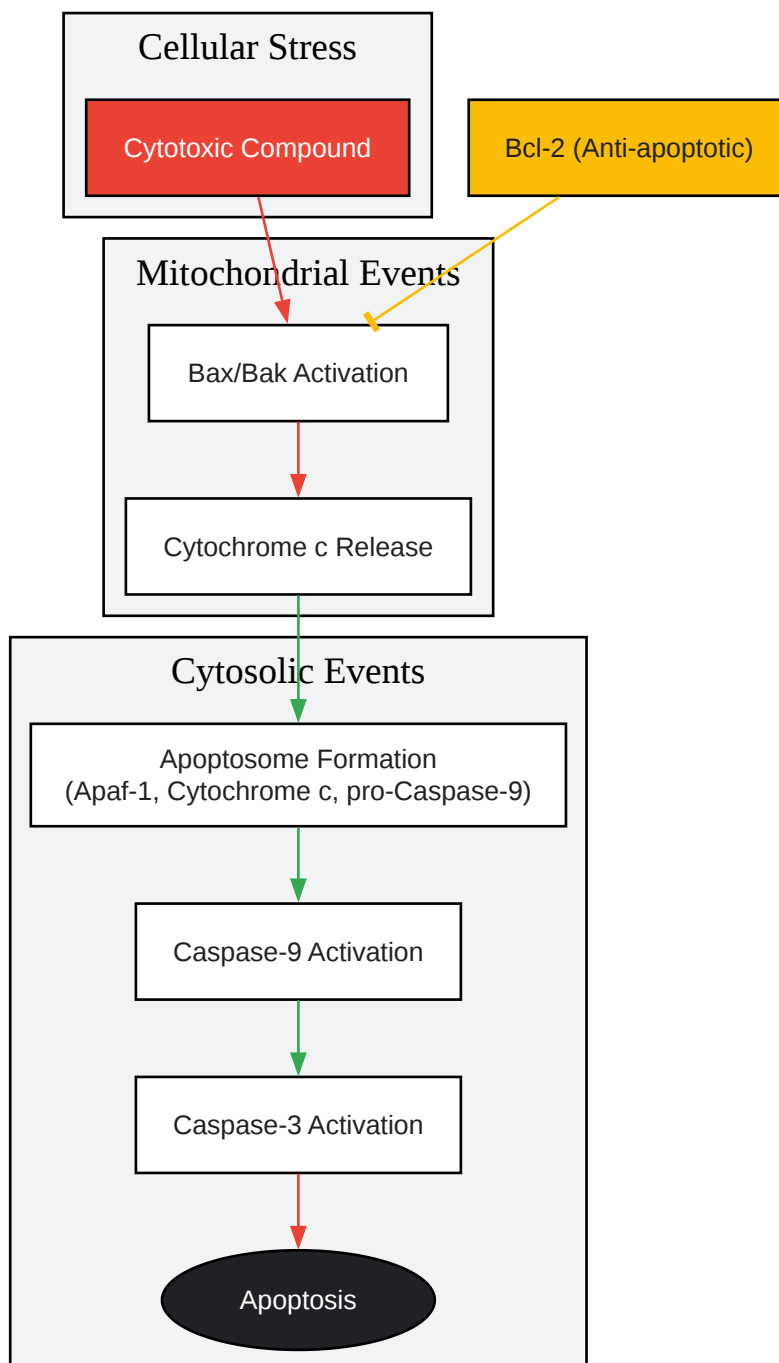 Cellular Stress
Cytotoxic Compound
Bcl-2 (Anti-apoptotic)
Mitochondrial Events
Bax/Bak Activation
Cytochrome c Release
Cytosolic Events
Apoptosome Formation
(Apaf-1, Cytochrome c, pro-Caspase-9)
Caspase-9 Activation
Caspase-3 Activation
Apoptosis